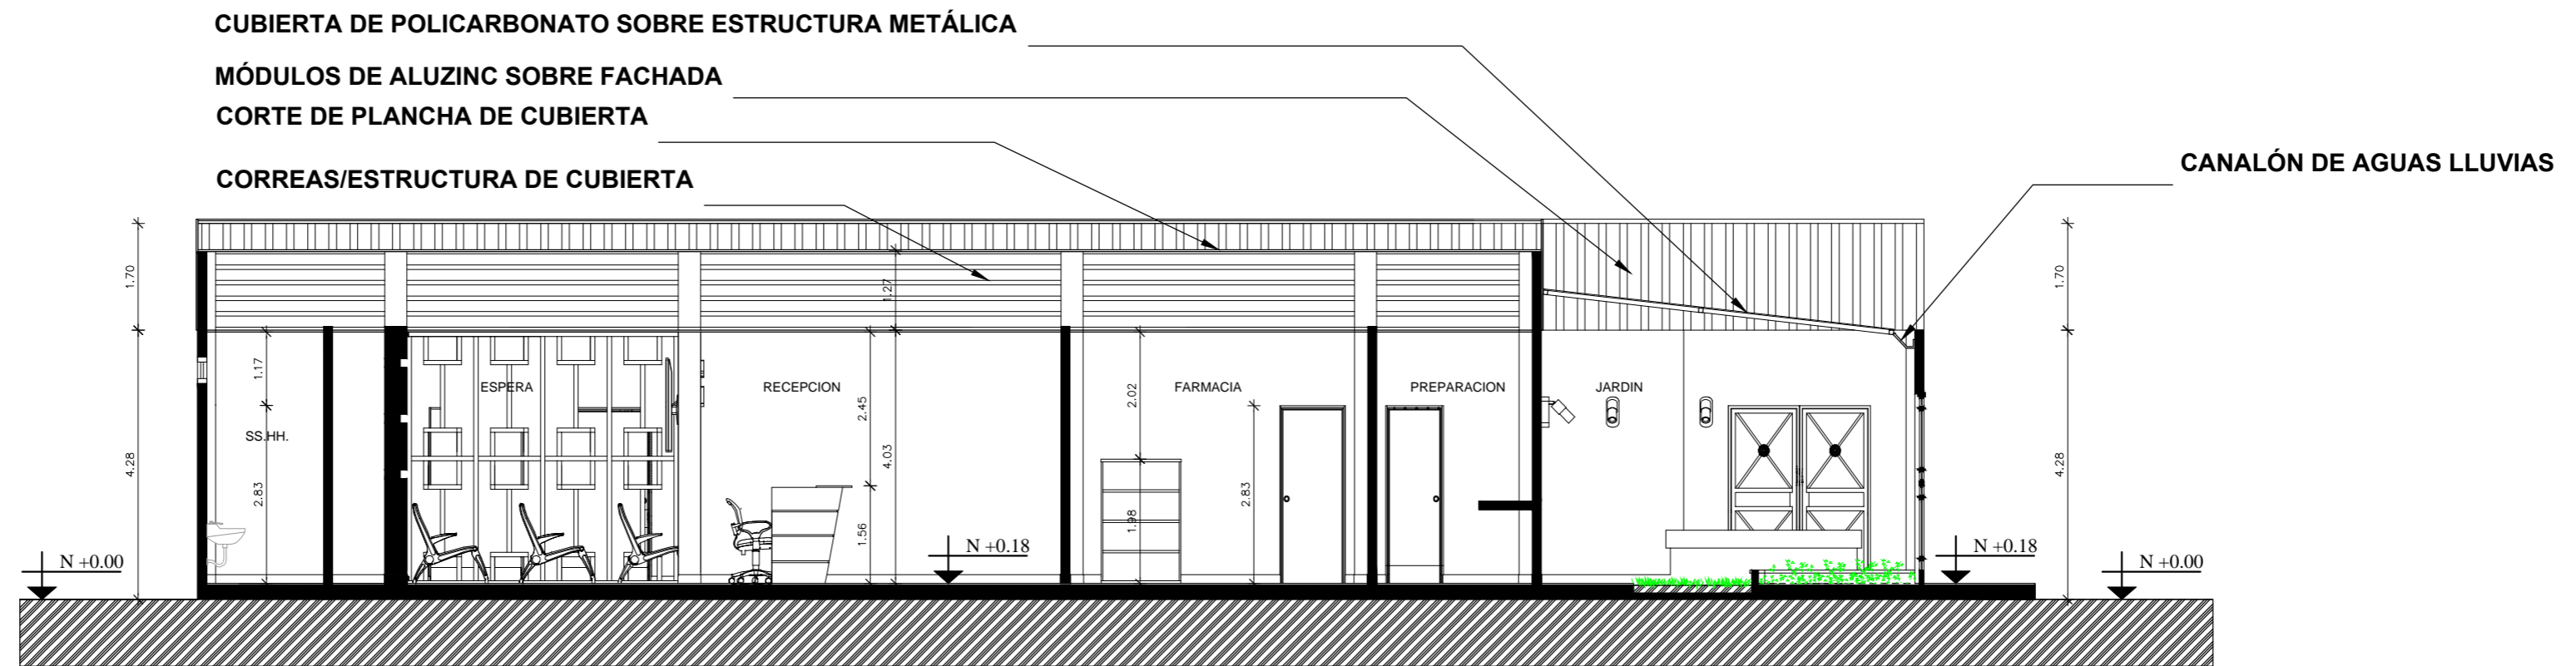 CUBIERTA DE POLICARBONATO SOBRE ESTRUCTURA METÁLICA
MÓDULOS DE ALUZINC SOBRE FACHADA
CORTE DE PLANCHA DE CUBIERTA
CORREAS/ESTRUCTURA DE CUBIERTA
CANALÓN DE AGUAS LLUVIAS
1.70
1.27
1.70
1.17
ESPERA
RECEPCION
2.45
2.02
FARMACIA
PREPARACION
JARDIN
SS.HH.
4.28
2.83
4.03
1.56
1.98
2.83
4.28
N +0.00
N +0.18
N +0.18
N +0.00